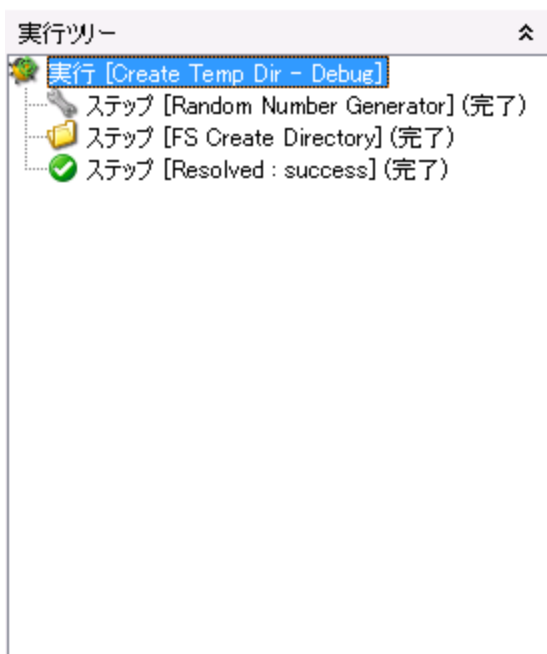 実行ツリー
実行 [Create Temp Dir - Debug]
ステップ [Random Number Generator] (完了)
ステップ [FS Create Directory] (完了)
ステップ [Resolved : success] (完了)